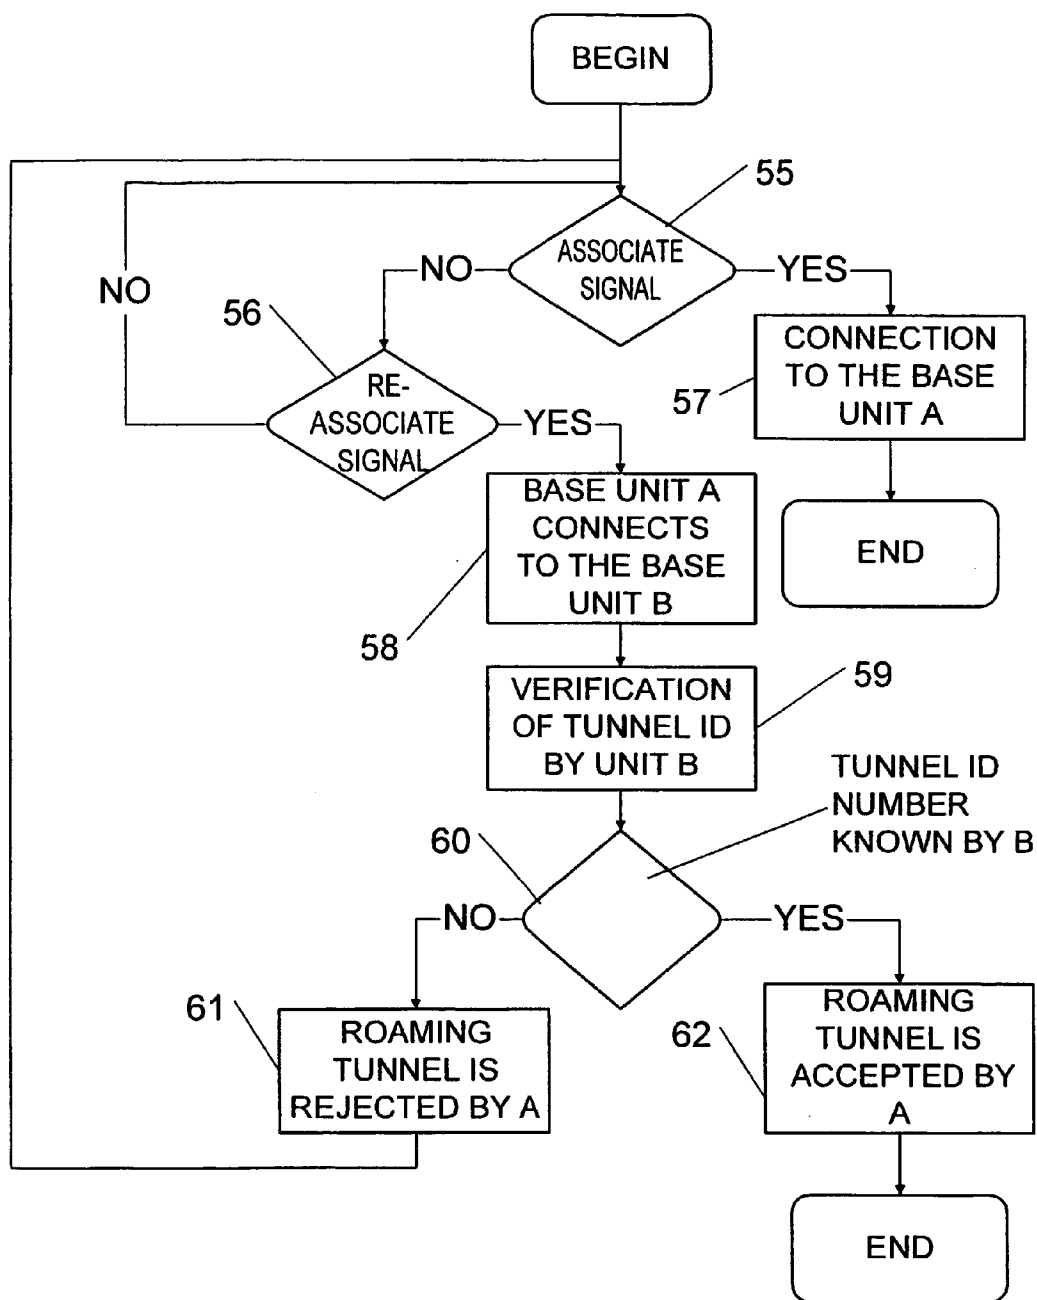 BEGIN
55
ASSOCIATE
SIGNAL
NO
YES
NO
56
RE-
ASSOCIATE
SIGNAL
YES
57
CONNECTION
TO THE BASE
UNIT A
END
58
BASE UNIT A
CONNECTS
TO THE BASE
UNIT B
59
VERIFICATION
OF TUNNEL ID
BY UNIT B
TUNNEL ID
NUMBER
KNOWN BY B
60
NO
YES
61
ROAMING
TUNNEL IS
REJECTED BY A
62
ROAMING
TUNNEL IS
ACCEPTED BY
A
END